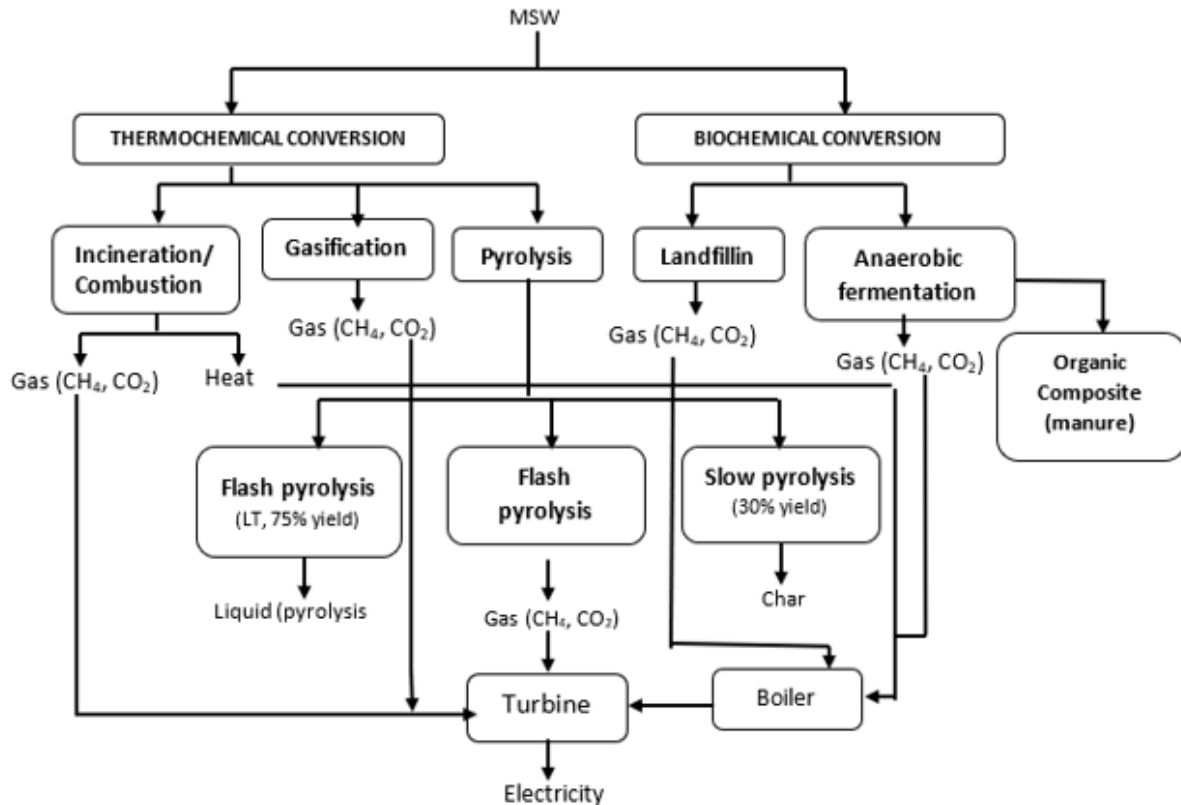 MSW
THERMOCHEMICAL CONVERSION
BIOCHEMICAL CONVERSION
Incineration/
Combustion
Gasification
Pyrolysis
Landfillin
Anaerobic
fermentation
Gas (CH₄, CO₂)
Heat
Gas (CH₄, CO₂)
Gas (CH₄, CO₂)
Gas (CH₄, CO₂)
Organic
Composite
(manure)
Flash pyrolysis
(LT, 75% yield)
Flash
pyrolysis
Slow pyrolysis
(30% yield)
Liquid (pyrolysis
Gas (CH₄, CO₂)
Char
Turbine
Boiler
Electricity